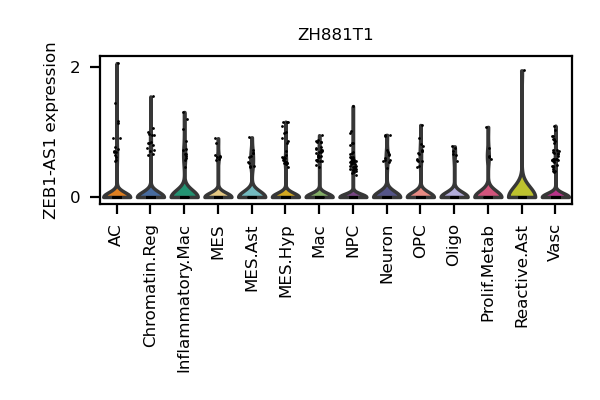 ZH881T1
ZEB1-AS1 expression
2
0
AC
Chromatin.Reg
Inflammatory.Mac
MES
MES.Ast
MES.Hyp
Mac
NPC
Neuron
OPC
Oligo
Prolif.Metab
Reactive.Ast
Vasc